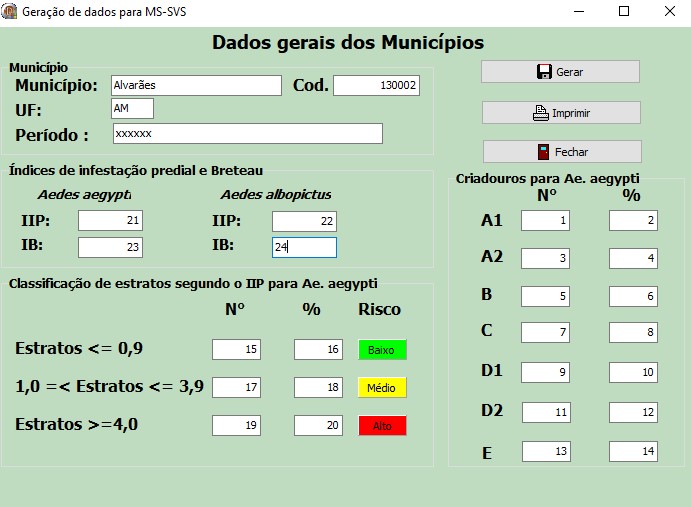 Geração de dados para MS-SVS
Dados gerais dos Municípios
Município
Município: Alvarães Cod. 130002
UF: AM
Período : xxxxxx
Gerar
Imprimir
Fechar
Índices de infestação predial e Breteau
Aedes aegypti Aedes albopictus
IIP: 21 IIP: 22
IB: 23 IB: 24
Classificação de estratos segundo o IIP para Ae. aegypti
Nº % Risco
Estratos <= 0,9 15 16 Baixo
1,0 =< Estratos <= 3,9 17 18 Médio
Estratos >=4,0 19 20 Alto
Criadouros para Ae. aegypti
Nº %
A1 1 2
A2 3 4
B 5 6
C 7 8
D1 9 10
D2 11 12
E 13 14